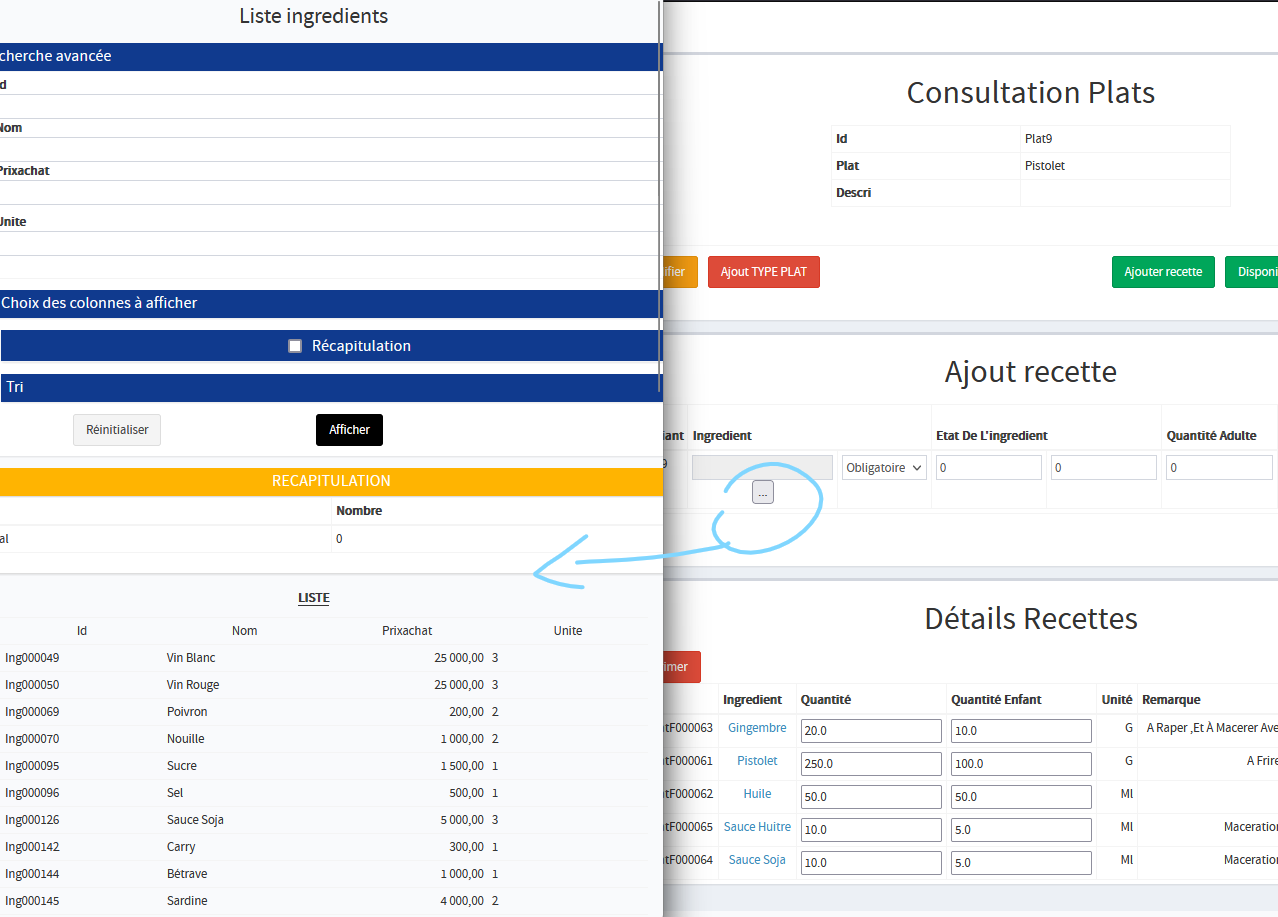 Liste ingredients
cherche avancée
d
Nom
Prixachat
Unite
Choix des colonnes à afficher
Récapitulation
Tri
Réinitialiser Afficher
RECAPITULATION
Nombre
al 0
LISTE
Id Nom Prixachat Unite
Ing000049 Vin Blanc 25 000,00 3
Ing000050 Vin Rouge 25 000,00 3
Ing000069 Poivron 200,00 2
Ing000070 Nouille 1 000,00 2
Ing000095 Sucre 1 500,00 1
Ing000096 Sel 500,00 1
Ing000126 Sauce Soja 5 000,00 3
Ing000142 Carry 300,00 1
Ing000144 Bétrave 1 000,00 1
Ing000145 Sardine 4 000,00 2
Consultation Plats
Id Plat9
Plat Pistolet
Descri
ifier Ajout TYPE PLAT Ajouter recette Disponi
Ajout recette
iant Ingredient Etat De L'ingredient Quantité Adulte
9 Obligatoire 0 0 0
...
Détails Recettes
imer
Ingredient Quantité Quantité Enfant Unité Remarque
tF000063 Gingembre 20.0 10.0 G A Raper ,Et À Macerer Ave
tF000061 Pistolet 250.0 100.0 G A Frire
tF000062 Huile 50.0 50.0 Ml
tF000065 Sauce Huitre 10.0 5.0 Ml Maceration
tF000064 Sauce Soja 10.0 5.0 Ml Maceration